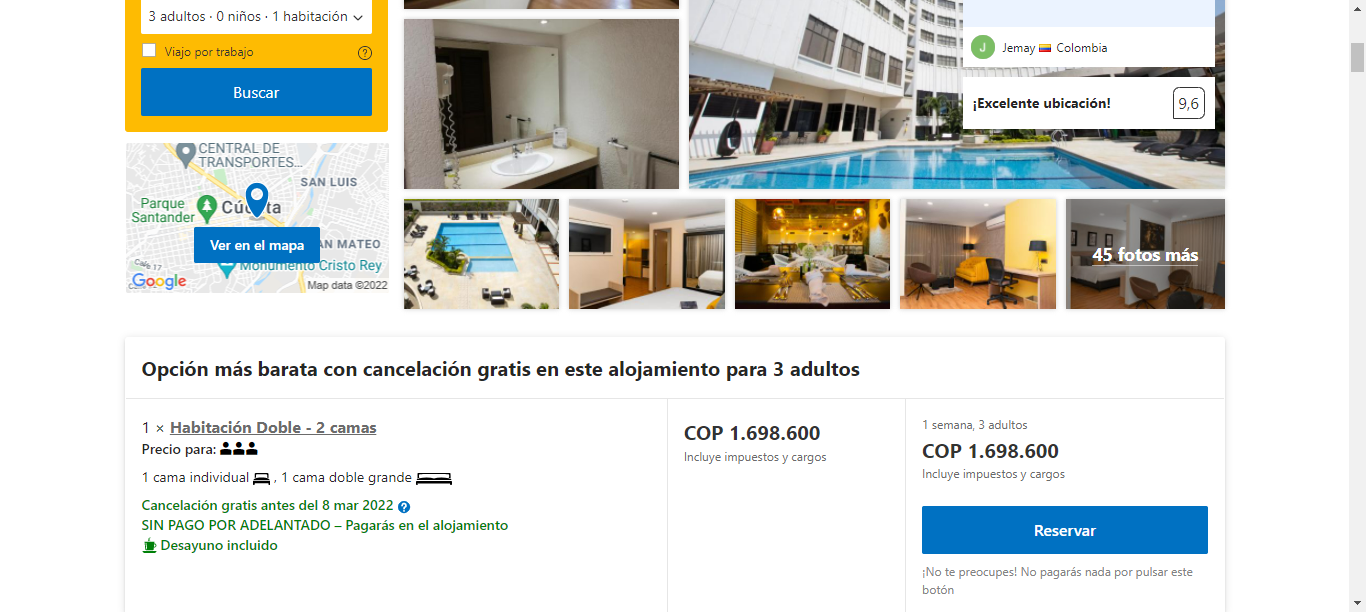 3 adultos · 0 niños · 1 habitación
Viajo por trabajo
?
Buscar
J
Jemay
Colombia
¡Excelente ubicación!
9,6
CENTRAL DE
TRANSPORTES...
SAN LUIS
Parque
Santander
Cúcuta
Ver en el mapa
AN MATEO
Monumento Cristo Rey
Calle 17
Google
Map data ©2022
45 fotos más
Opción más barata con cancelación gratis en este alojamiento para 3 adultos
1 × Habitación Doble - 2 camas
Precio para:
1 cama individual , 1 cama doble grande
Cancelación gratis antes del 8 mar 2022 ?
SIN PAGO POR ADELANTADO – Pagarás en el alojamiento
Desayuno incluido
COP 1.698.600
Incluye impuestos y cargos
1 semana, 3 adultos
COP 1.698.600
Incluye impuestos y cargos
Reservar
¡No te preocupes! No pagarás nada por pulsar este
botón